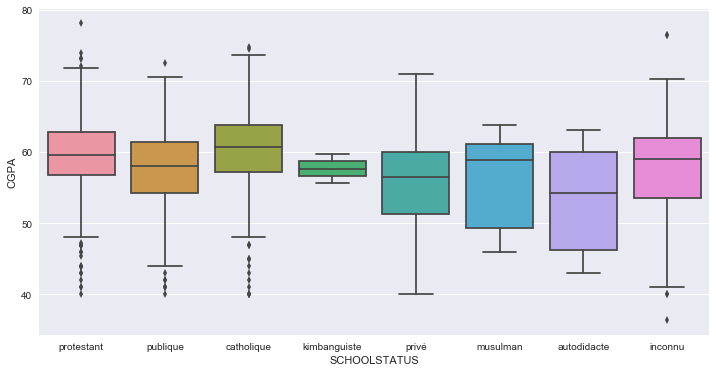 80
70
60
50
40
CGPA
protestant publique catholique kimbanguiste privé musulman autodidacte inconnu
SCHOOLSTATUS